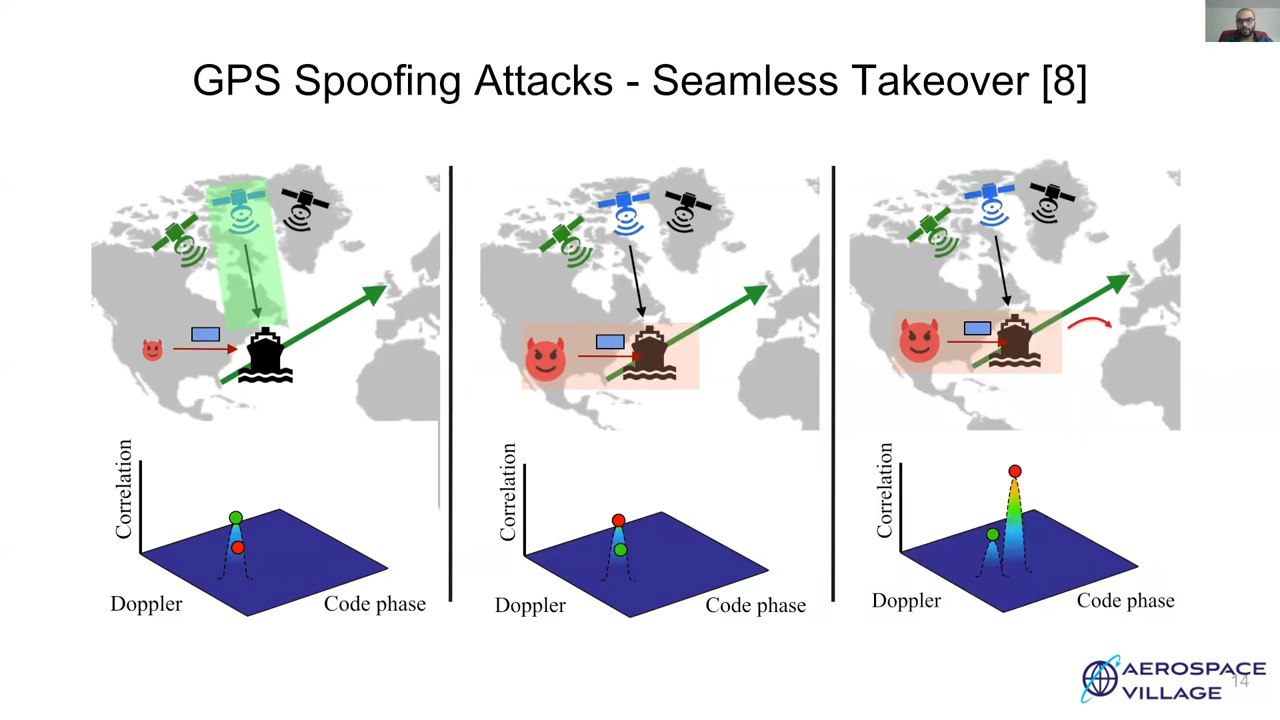 GPS Spoofing Attacks - Seamless Takeover [8]
Correlation
Doppler
Code phase
Correlation
Doppler
Code phase
Correlation
Doppler
Code phase
AEROSPACE
VILLAGE
14